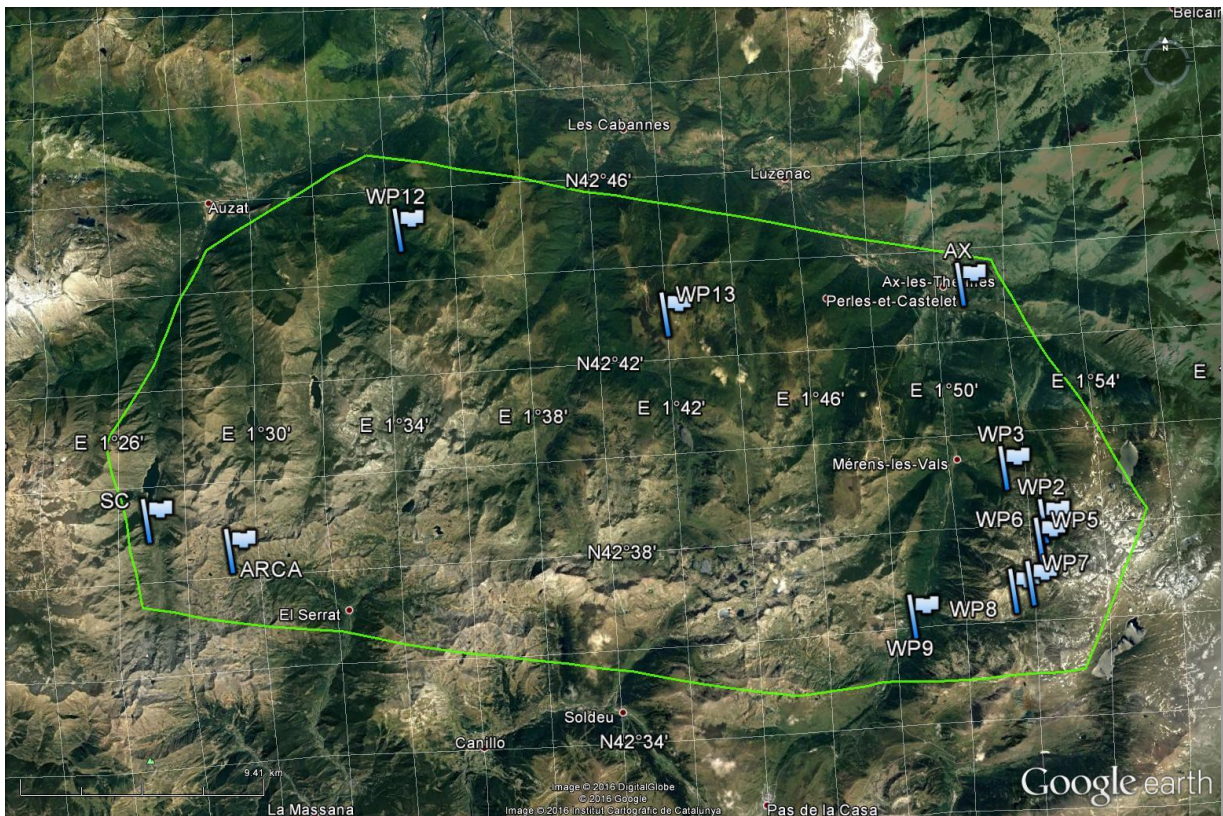 Belcair
N
Les Cabannes
Luzenac
N42°46'
WP12
Auzat
AX
Ax-les-Thermes
WP13
Perles-et-Castelet
N42°42'
E 1°54'
E
E 1°50'
E 1°46'
E 1°42'
E 1°38'
E 1°34'
E 1°30'
E 1°26'
WP3
Mérens-les-Vals
WP2
SC
WP6
WP5
N42°38'
WP7
ARCA
El Serrat
WP8
WP9
Soldeu
Canillo
N42°34'
9.41 km
Image © 2016 DigitalGlobe
© 2016 Google
Image © 2016 Institut Cartogràfic de Catalunya
Google earth
La Massana
Pas de la Casa